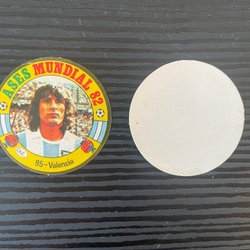 ASES MUNDIAL 82
95-Valencia